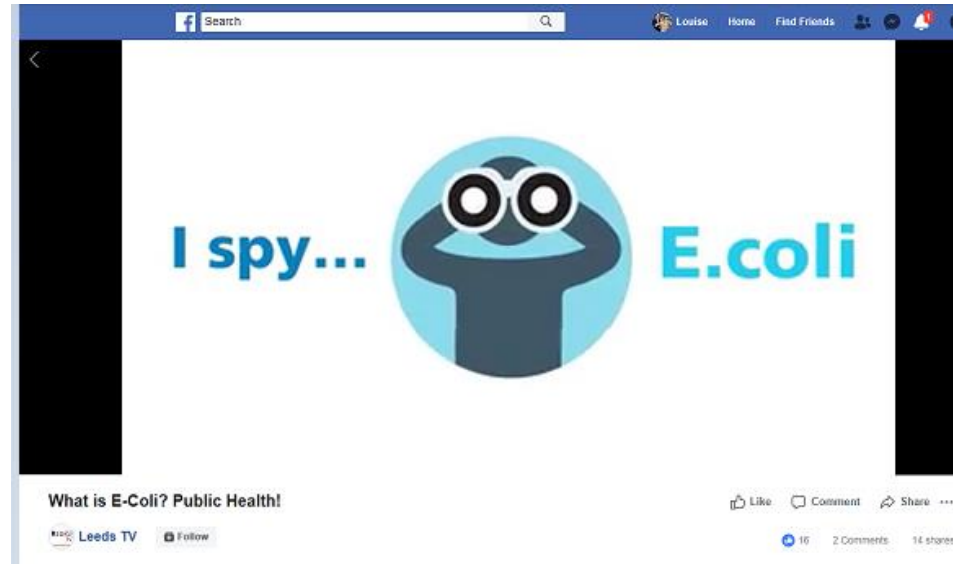 Search
Louise Home Find Friends 1
I spy... E.coli
What is E-Coli? Public Health!
Like Comment Share ...
Leeds TV Follow
16 2 Comments 14 shares